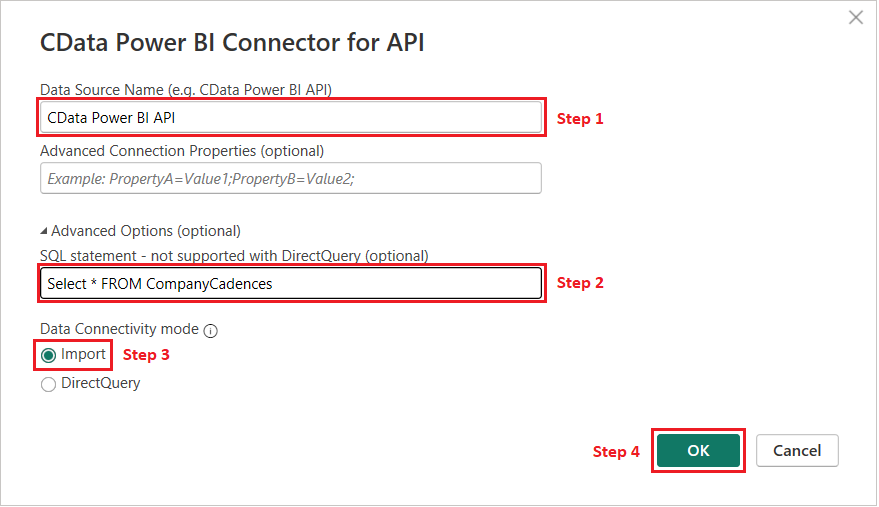 CData Power BI Connector for API
Data Source Name (e.g. CData Power BI API)
CData Power BI API Step 1
Advanced Connection Properties (optional)
Example: PropertyA=Value1;PropertyB=Value2;
Advanced Options (optional)
SQL statement - not supported with DirectQuery (optional)
Select * FROM CompanyCadences Step 2
Data Connectivity mode
Import Step 3
DirectQuery
Step 4 OK Cancel